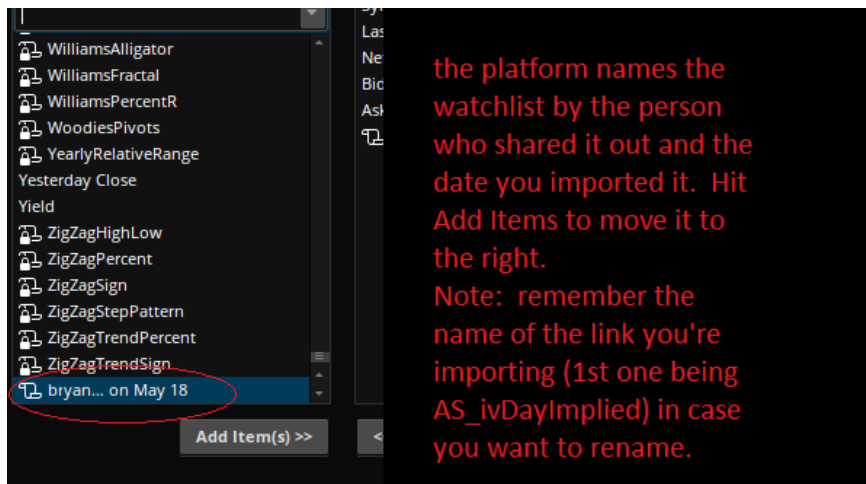 WilliamsAlligator
WilliamsFractal
WilliamsPercentR
WoodiesPivots
YearlyRelativeRange
Yesterday Close
Yield
ZigZagHighLow
ZigZagPercent
ZigZagSign
ZigZagStepPattern
ZigZagTrendPercent
ZigZagTrendSign
bryan... on May 18
Add Item(s) >>
the platform names the
watchlist by the person
who shared it out and the
date you imported it.  Hit
Add Items to move it to
the right.
Note:  remember the
name of the link you're
importing (1st one being
AS_ivDayImplied) in case
you want to rename.